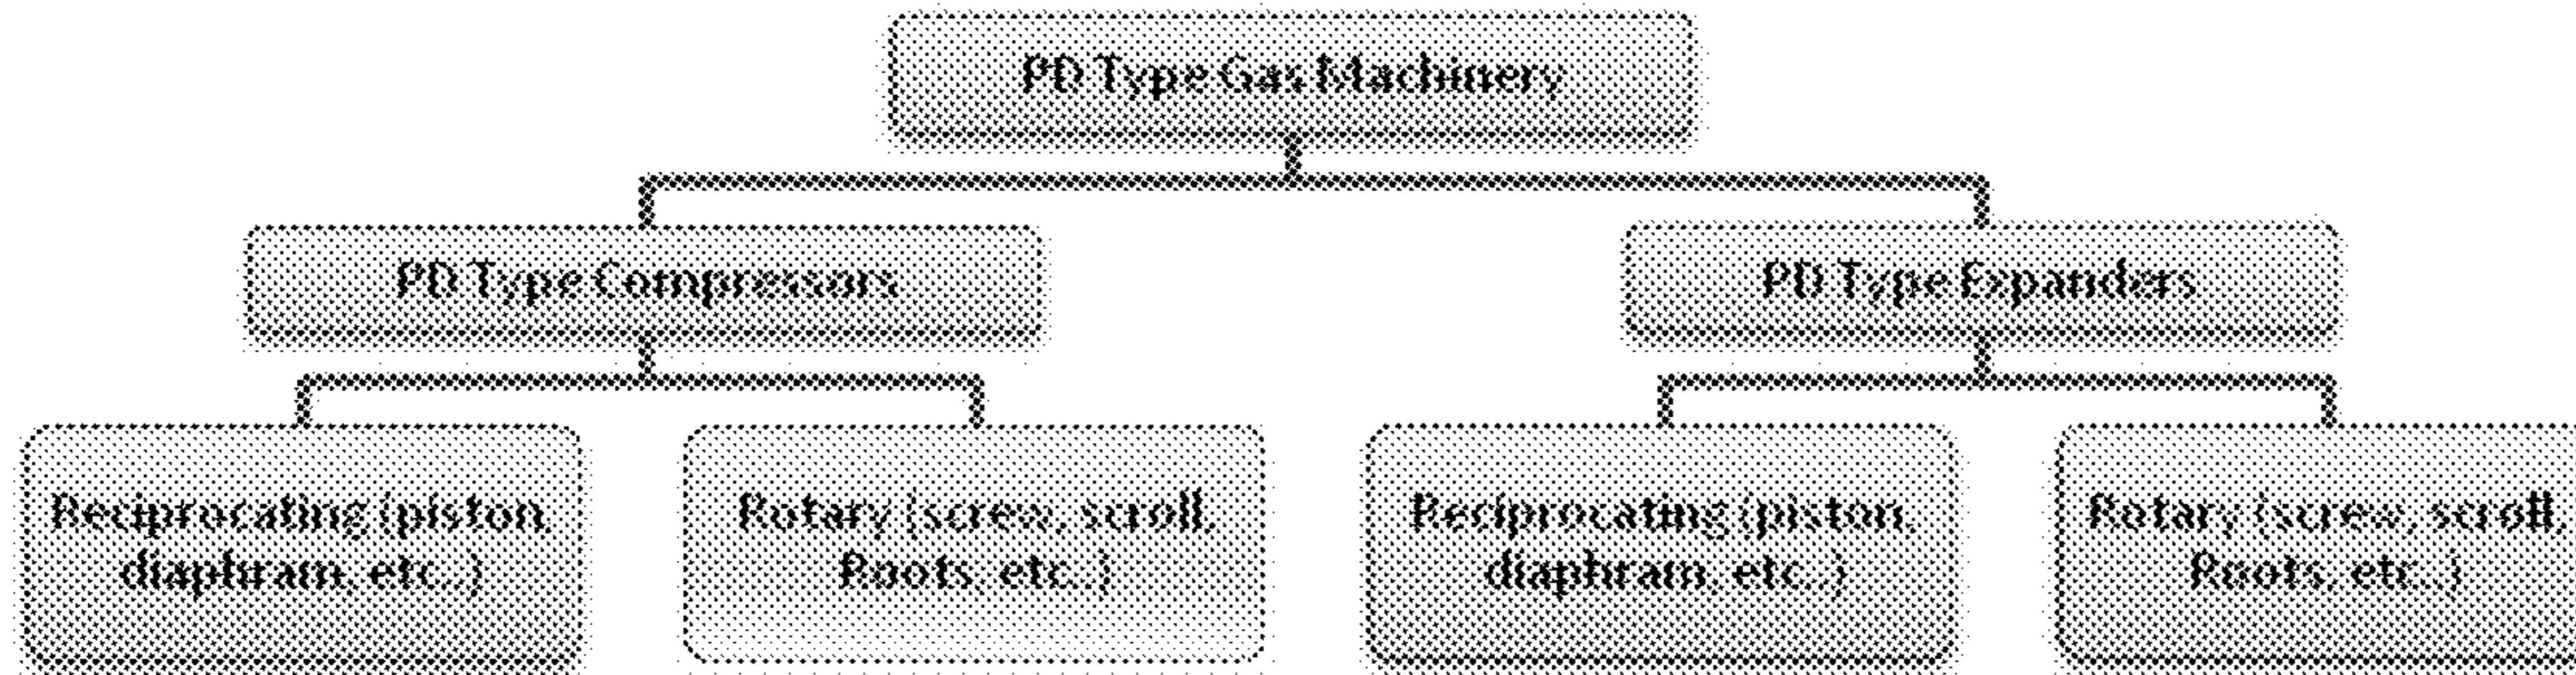 PD Type Gas Machinery
PD Type Compressors
PD Type Expanders
Reciprocating (piston,
diaphram, etc..)
Rotary (screw, scroll,
Roots, etc..)
Reciprocating (piston,
diaphram, etc..)
Rotary (screw, scroll,
Roots, etc..)